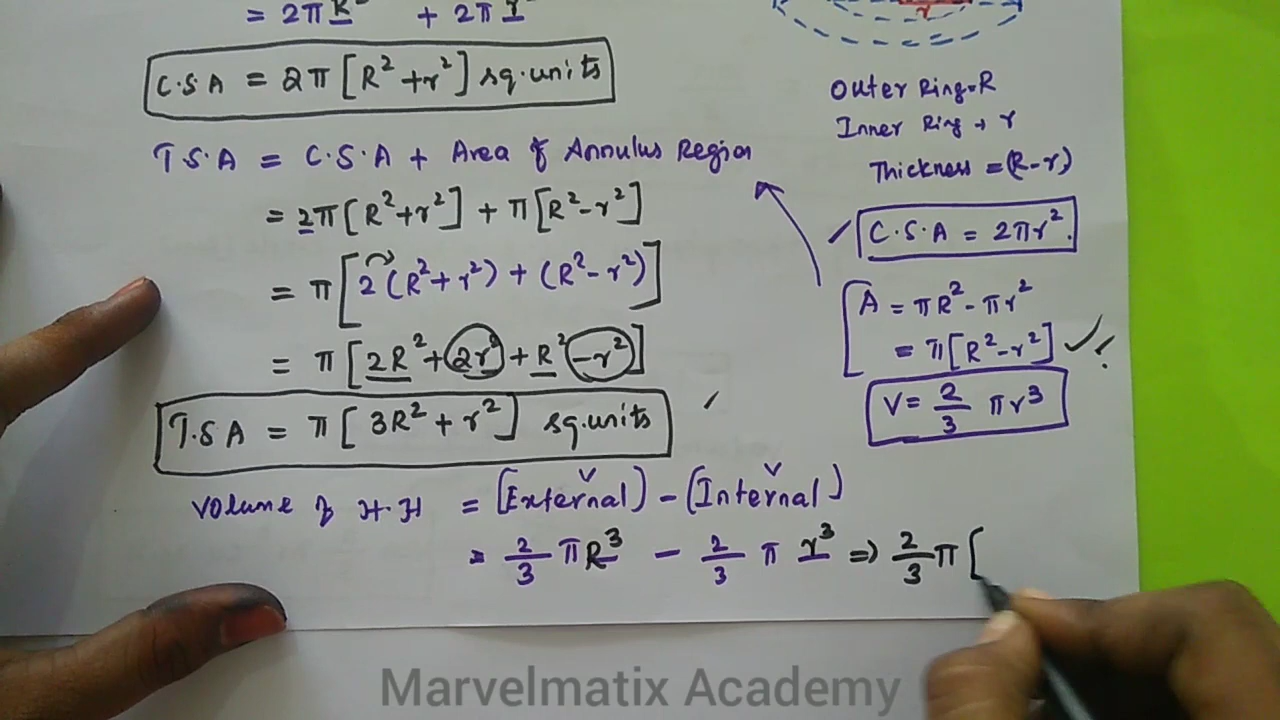 = 2π R² + 2π r²
C.S.A = 2π [R² + r²] sq.units
T.S.A = C.S.A + Area of Annulus Region
= 2π [R² + r²] + π [R² - r²]
= π [2 (R² + r²) + (R² - r²)]
= π [2R² + 2r² + R² - r²]
T.S.A = π [3R² + r²] sq.units
Volume of H.H = (External) V - (Internal) V
= 2/3 πR³ - 2/3 π r³ ⇒ 2/3 π [
r
Outer Ring = R
Inner Ring → r
Thickness = (R-r)
C.S.A = 2πr².
A = πR² - πr²
= π[R² - r²]
V = 2/3 πr³
Marvelmatix Academy